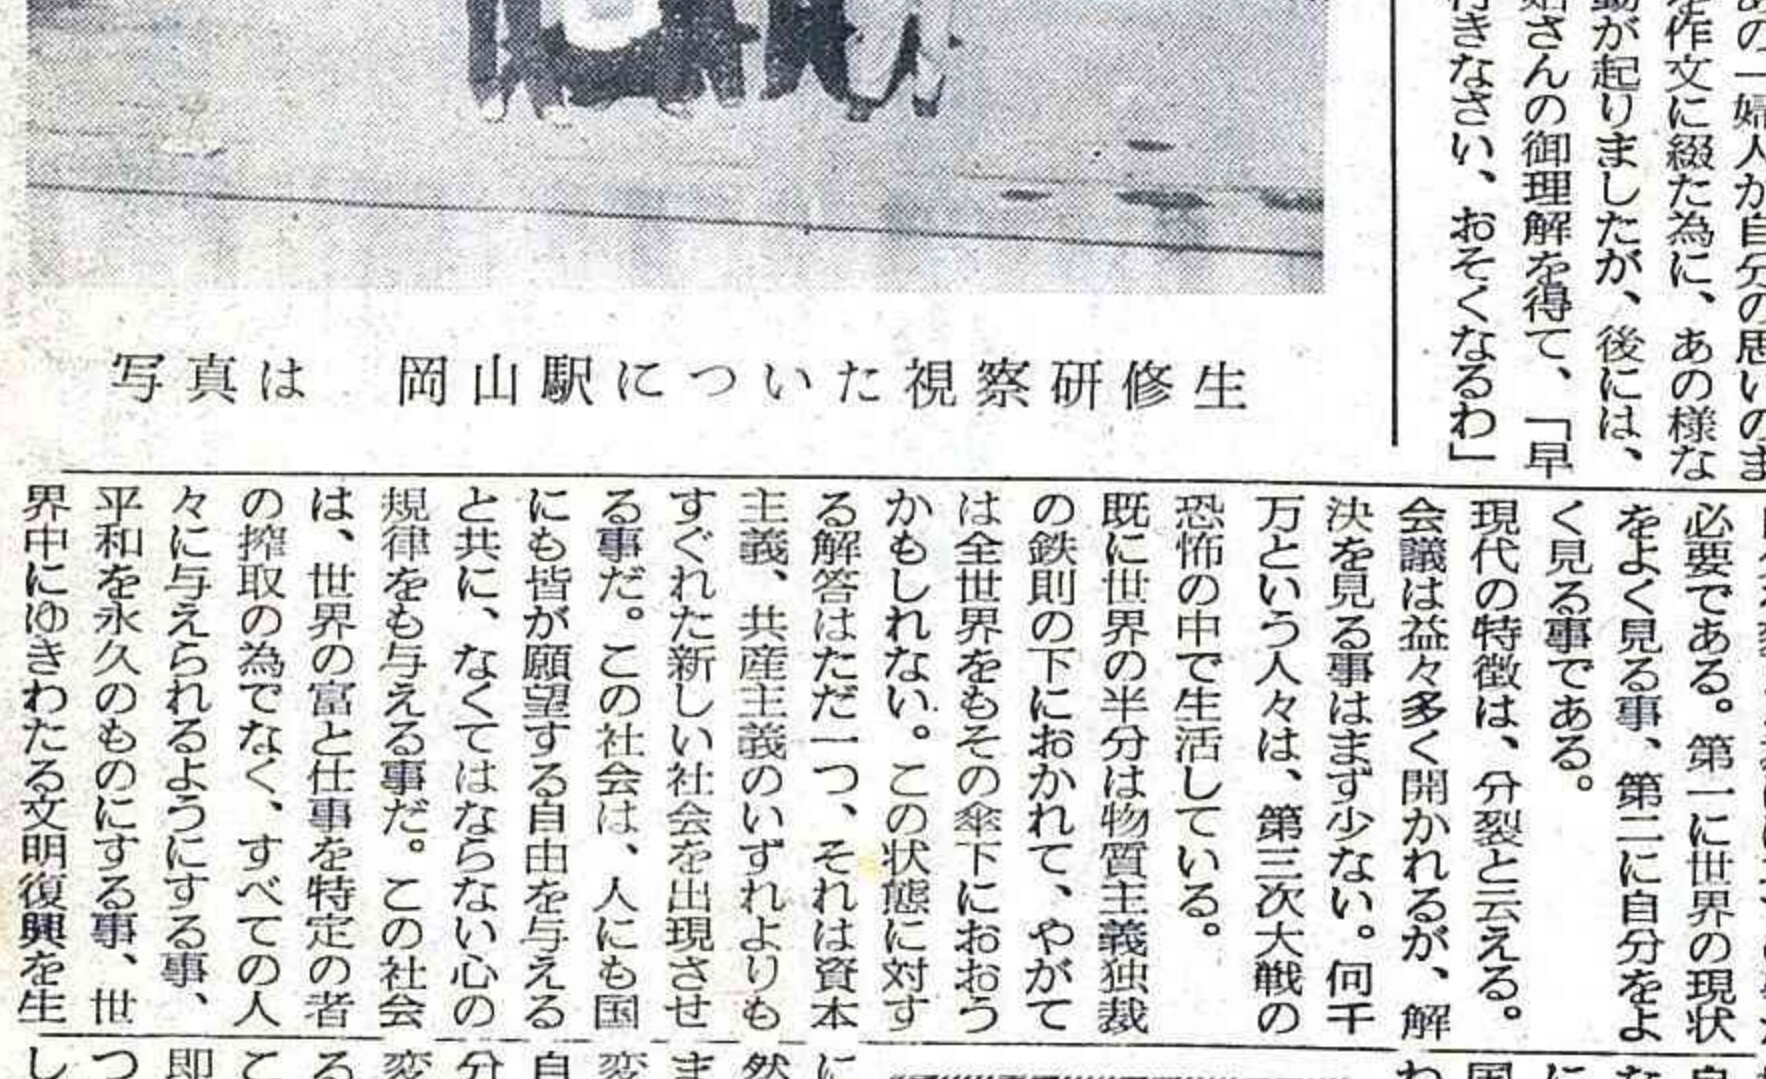 あの一婦人が自分の思いのま
を作文に綴た為に、あの様な
動が起りましたが、後には、
姑さんの御理解を得て、「早
行きなさい、おそくなるわ」
写真は　岡山駅についた視察研修生
必要である。第一に世界の現状
をよく見る事、第二に自分をよ
く見る事である。
現代の特徴は、分裂と云える。
会議は益々多く開かれるが、解
決を見る事はまず少ない。何千
万という人々は、第三次大戦の
恐怖の中で生活している。
既に世界の半分は物質主義独裁
の鉄則の下におかれて、やがて
は全世界をもその傘下におおう
かもしれない。この状態に対す
る解答はただ一つ、それは資本
主義、共産主義のいずれよりも
すぐれた新しい社会を出現させ
る事だ。この社会は、人にも国
にも皆が願望する自由を与える
と共に、なくてはならない心の
規律をも与える事だ。この社会
は、世界の富と仕事を特定の者
の搾取の為でなく、すべての人
々に与えられるようにする事、
平和を永久のものにする事、世
界中にゆきわたる文明復興を生
に
然
ま
変
自
分
変
る
こ
即
つ
し